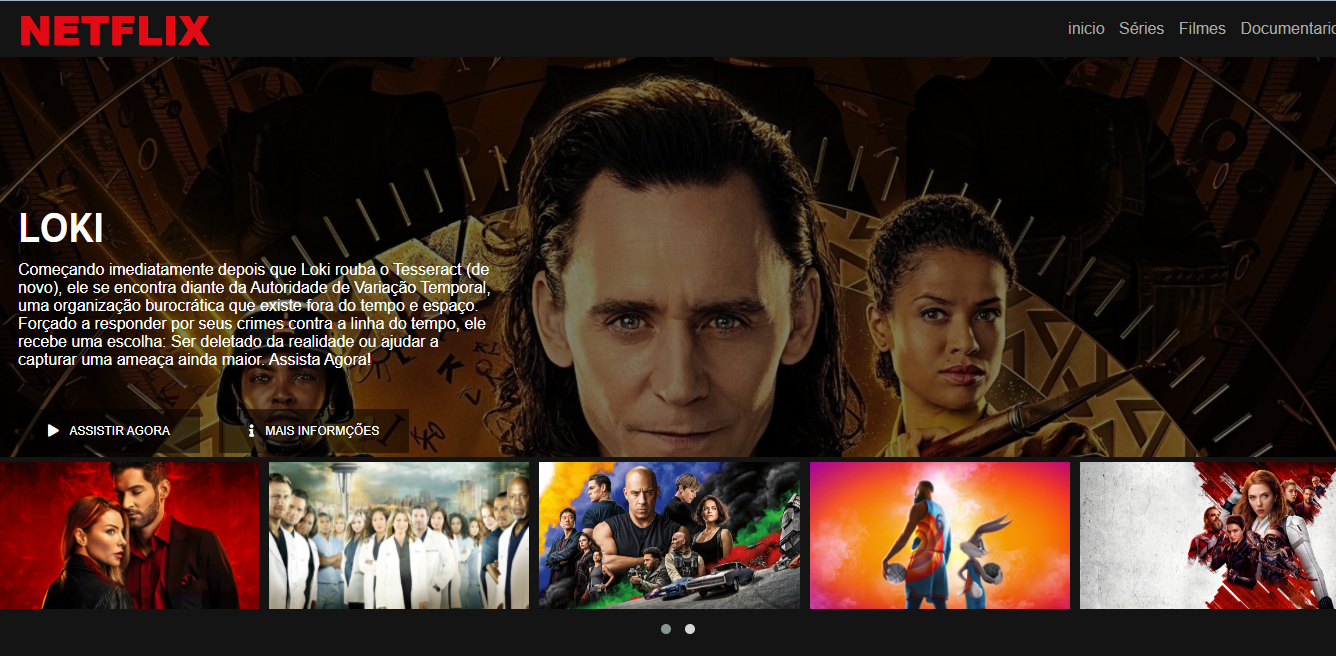 NETFLIX
inicio Séries Filmes Documentario
LOKI
Começando imediatamente depois que Loki rouba o Tesseract (de
novo), ele se encontra diante da Autoridade de Variação Temporal,
uma organização burocrática que existe fora do tempo e espaço.
Forçado a responder por seus crimes contra a linha do tempo, ele
recebe uma escolha: Ser deletado da realidade ou ajudar a
capturar uma ameaça ainda maior. Assista Agora!
ASSISTIR AGORA
MAIS INFORMÇÕES